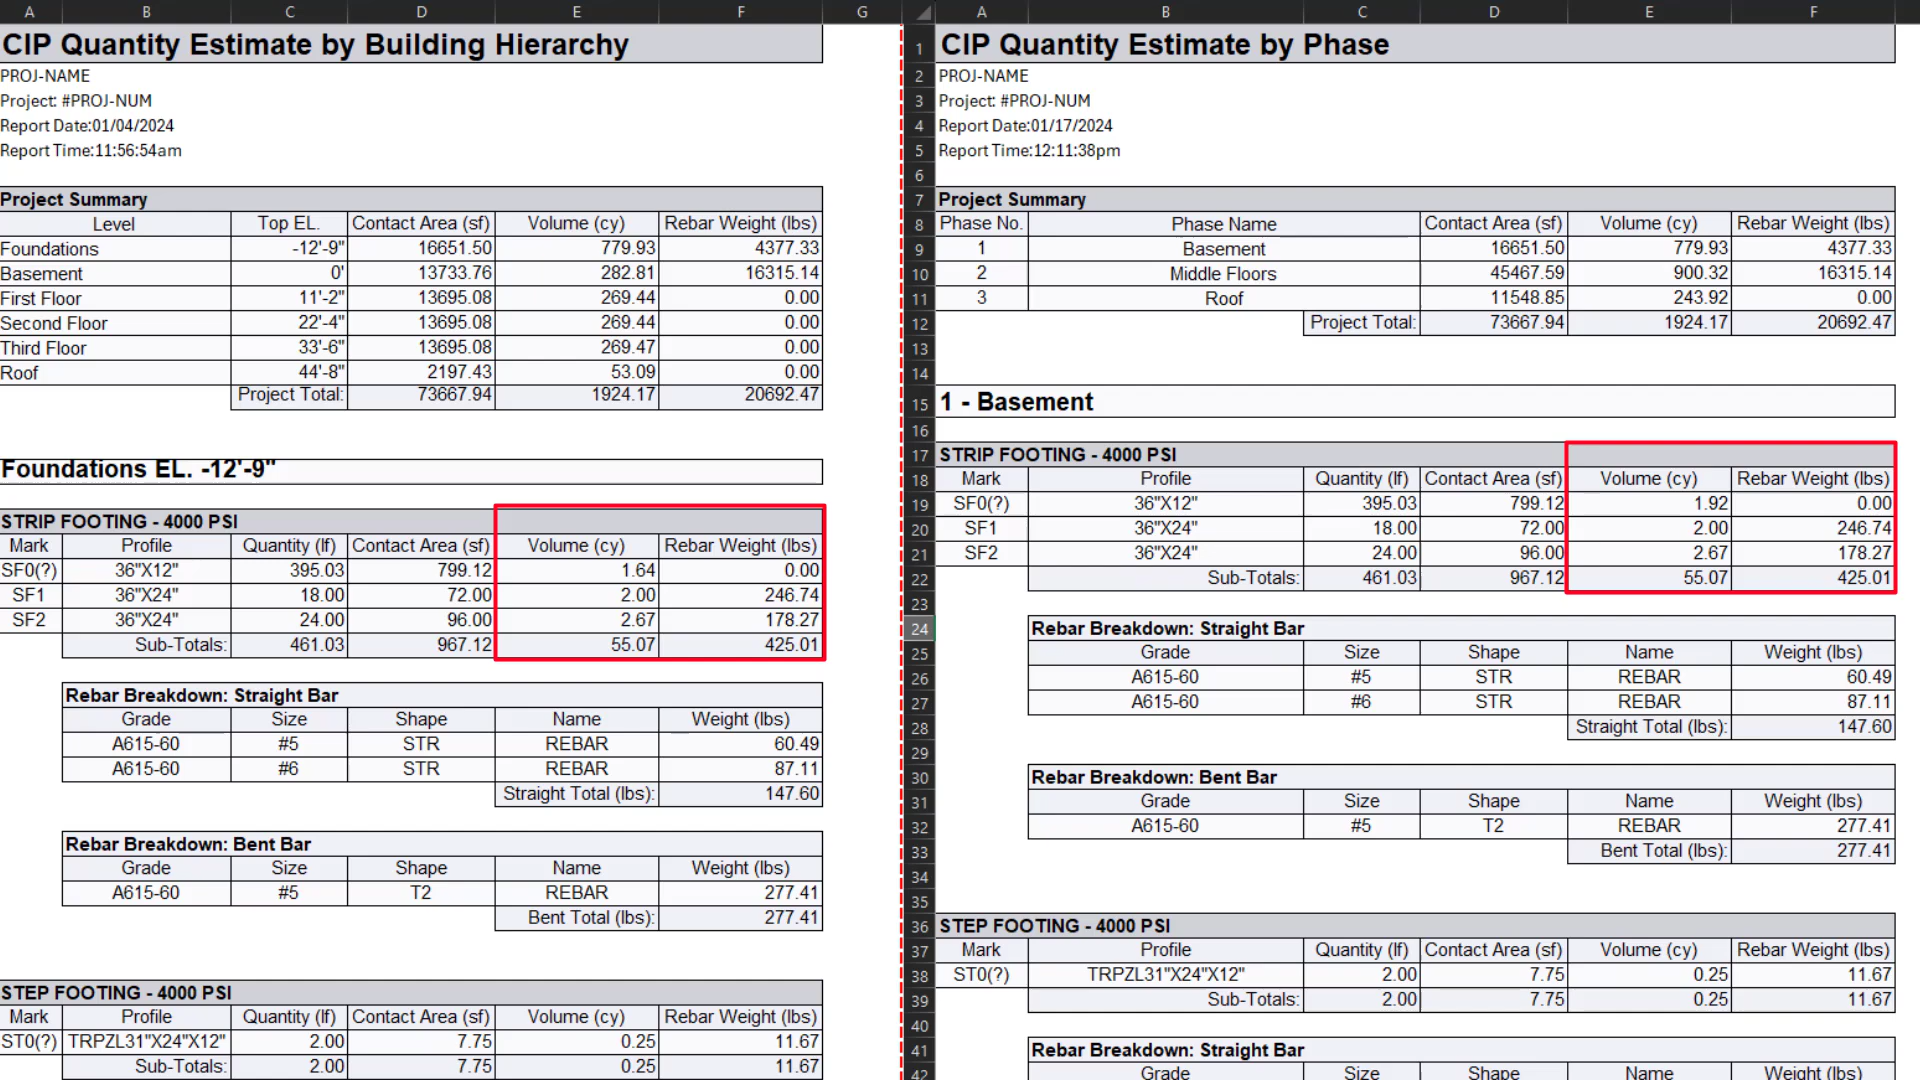 A B C D E F G
CIP Quantity Estimate by Building Hierarchy
PROJ-NAME
Project: #PROJ-NUM
Report Date:01/04/2024
Report Time:11:56:54am
Project Summary
Level Top EL. Contact Area (sf) Volume (cy) Rebar Weight (lbs)
Foundations -12'-9" 16651.50 779.93 4377.33
Basement 0' 13733.76 282.81 16315.14
First Floor 11'-2" 13695.08 269.44 0.00
Second Floor 22'-4" 13695.08 269.44 0.00
Third Floor 33'-6" 13695.08 269.47 0.00
Roof 44'-8" 2197.43 53.09 0.00
Project Total: 73667.94 1924.17 20692.47
Foundations EL. -12'-9"
STRIP FOOTING - 4000 PSI
Mark Profile Quantity (lf) Contact Area (sf) Volume (cy) Rebar Weight (lbs)
SF0(?) 36"X12" 395.03 799.12 1.64 0.00
SF1 36"X24" 18.00 72.00 2.00 246.74
SF2 36"X24" 24.00 96.00 2.67 178.27
Sub-Totals: 461.03 967.12 55.07 425.01
Rebar Breakdown: Straight Bar
Grade Size Shape Name Weight (lbs)
A615-60 #5 STR REBAR 60.49
A615-60 #6 STR REBAR 87.11
Straight Total (lbs): 147.60
Rebar Breakdown: Bent Bar
Grade Size Shape Name Weight (lbs)
A615-60 #5 T2 REBAR 277.41
Bent Total (lbs): 277.41
STEP FOOTING - 4000 PSI
Mark Profile Quantity (lf) Contact Area (sf) Volume (cy) Rebar Weight (lbs)
ST0(?) TRPZL31"X24"X12" 2.00 7.75 0.25 11.67
Sub-Totals: 2.00 7.75 0.25 11.67
A B C D E F
1 CIP Quantity Estimate by Phase
2 PROJ-NAME
3 Project: #PROJ-NUM
4 Report Date:01/17/2024
5 Report Time:12:11:38pm
6
7 Project Summary
8 Phase No. Phase Name Contact Area (sf) Volume (cy) Rebar Weight (lbs)
9 1 Basement 16651.50 779.93 4377.33
10 2 Middle Floors 45467.59 900.32 16315.14
11 3 Roof 11548.85 243.92 0.00
12 Project Total: 73667.94 1924.17 20692.47
13
14
15 1 - Basement
16
17 STRIP FOOTING - 4000 PSI
18 Mark Profile Quantity (lf) Contact Area (sf) Volume (cy) Rebar Weight (lbs)
19 SF0(?) 36"X12" 395.03 799.12 1.92 0.00
20 SF1 36"X24" 18.00 72.00 2.00 246.74
21 SF2 36"X24" 24.00 96.00 2.67 178.27
22 Sub-Totals: 461.03 967.12 55.07 425.01
23
24 Rebar Breakdown: Straight Bar
25 Grade Size Shape Name Weight (lbs)
26 A615-60 #5 STR REBAR 60.49
27 A615-60 #6 STR REBAR 87.11
28 Straight Total (lbs): 147.60
29
30 Rebar Breakdown: Bent Bar
31 Grade Size Shape Name Weight (lbs)
32 A615-60 #5 T2 REBAR 277.41
33 Bent Total (lbs): 277.41
34
35
36 STEP FOOTING - 4000 PSI
37 Mark Profile Quantity (lf) Contact Area (sf) Volume (cy) Rebar Weight (lbs)
38 ST0(?) TRPZL31"X24"X12" 2.00 7.75 0.25 11.67
39 Sub-Totals: 2.00 7.75 0.25 11.67
40
41 Rebar Breakdown: Straight Bar
42 Grade Size Shape Name Weight (lbs)